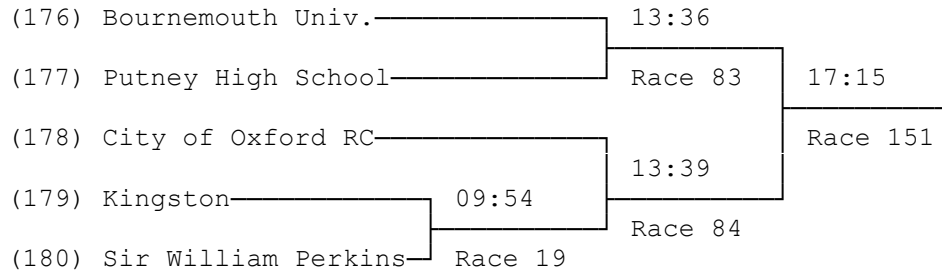 (176) Bournemouth Univ. 13:36
(177) Putney High School Race 83 17:15
(178) City of Oxford RC Race 151
13:39
(179) Kingston 09:54
Race 84
(180) Sir William Perkins Race 19